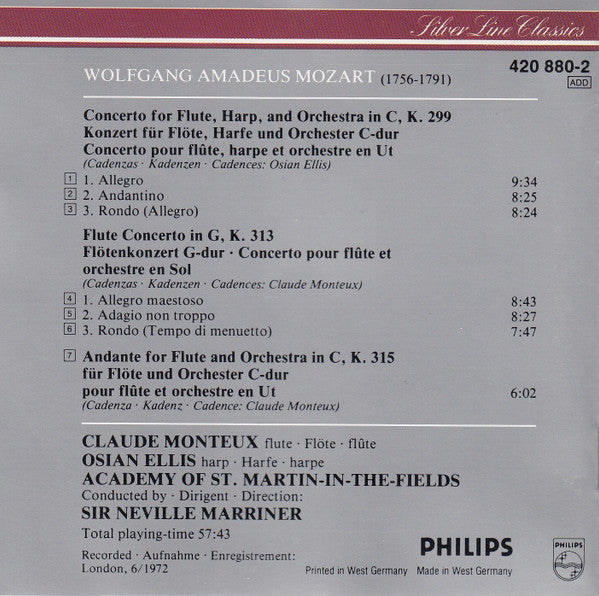 Silver Line Classics
420 880-2
WOLFGANG AMADEUS MOZART (1756-1791)
ADD
Concerto for Flute, Harp, and Orchestra in C, K. 299
Konzert für Flöte, Harfe und Orchester C-dur
Concerto pour flûte, harpe et orchestre en Ut
(Cadenzas · Kadenzen · Cadences: Osian Ellis)
1 1. Allegro 9:34
2 2. Andantino 8:25
3 3. Rondo (Allegro) 8:24
Flute Concerto in G, K. 313
Flötenkonzert G-dur · Concerto pour flûte et
orchestre en Sol
(Cadenzas · Kadenzen · Cadences: Claude Monteux)
4 1. Allegro maestoso 8:43
5 2. Adagio non troppo 8:27
6 3. Rondo (Tempo di menuetto) 7:47
7 Andante for Flute and Orchestra in C, K. 315
für Flöte und Orchester C-dur
pour flûte et orchestre en Ut 6:02
(Cadenza · Kadenz · Cadence: Claude Monteux)
CLAUDE MONTEUX flute · Flöte · flûte
OSIAN ELLIS harp · Harfe · harpe
ACADEMY OF ST. MARTIN-IN-THE-FIELDS
Conducted by · Dirigent · Direction:
SIR NEVILLE MARRINER
Total playing-time 57:43
Recorded · Aufnahme · Enregistrement:
London, 6/1972
PHILIPS
Printed in West Germany Made in West Germany
PHILIPS